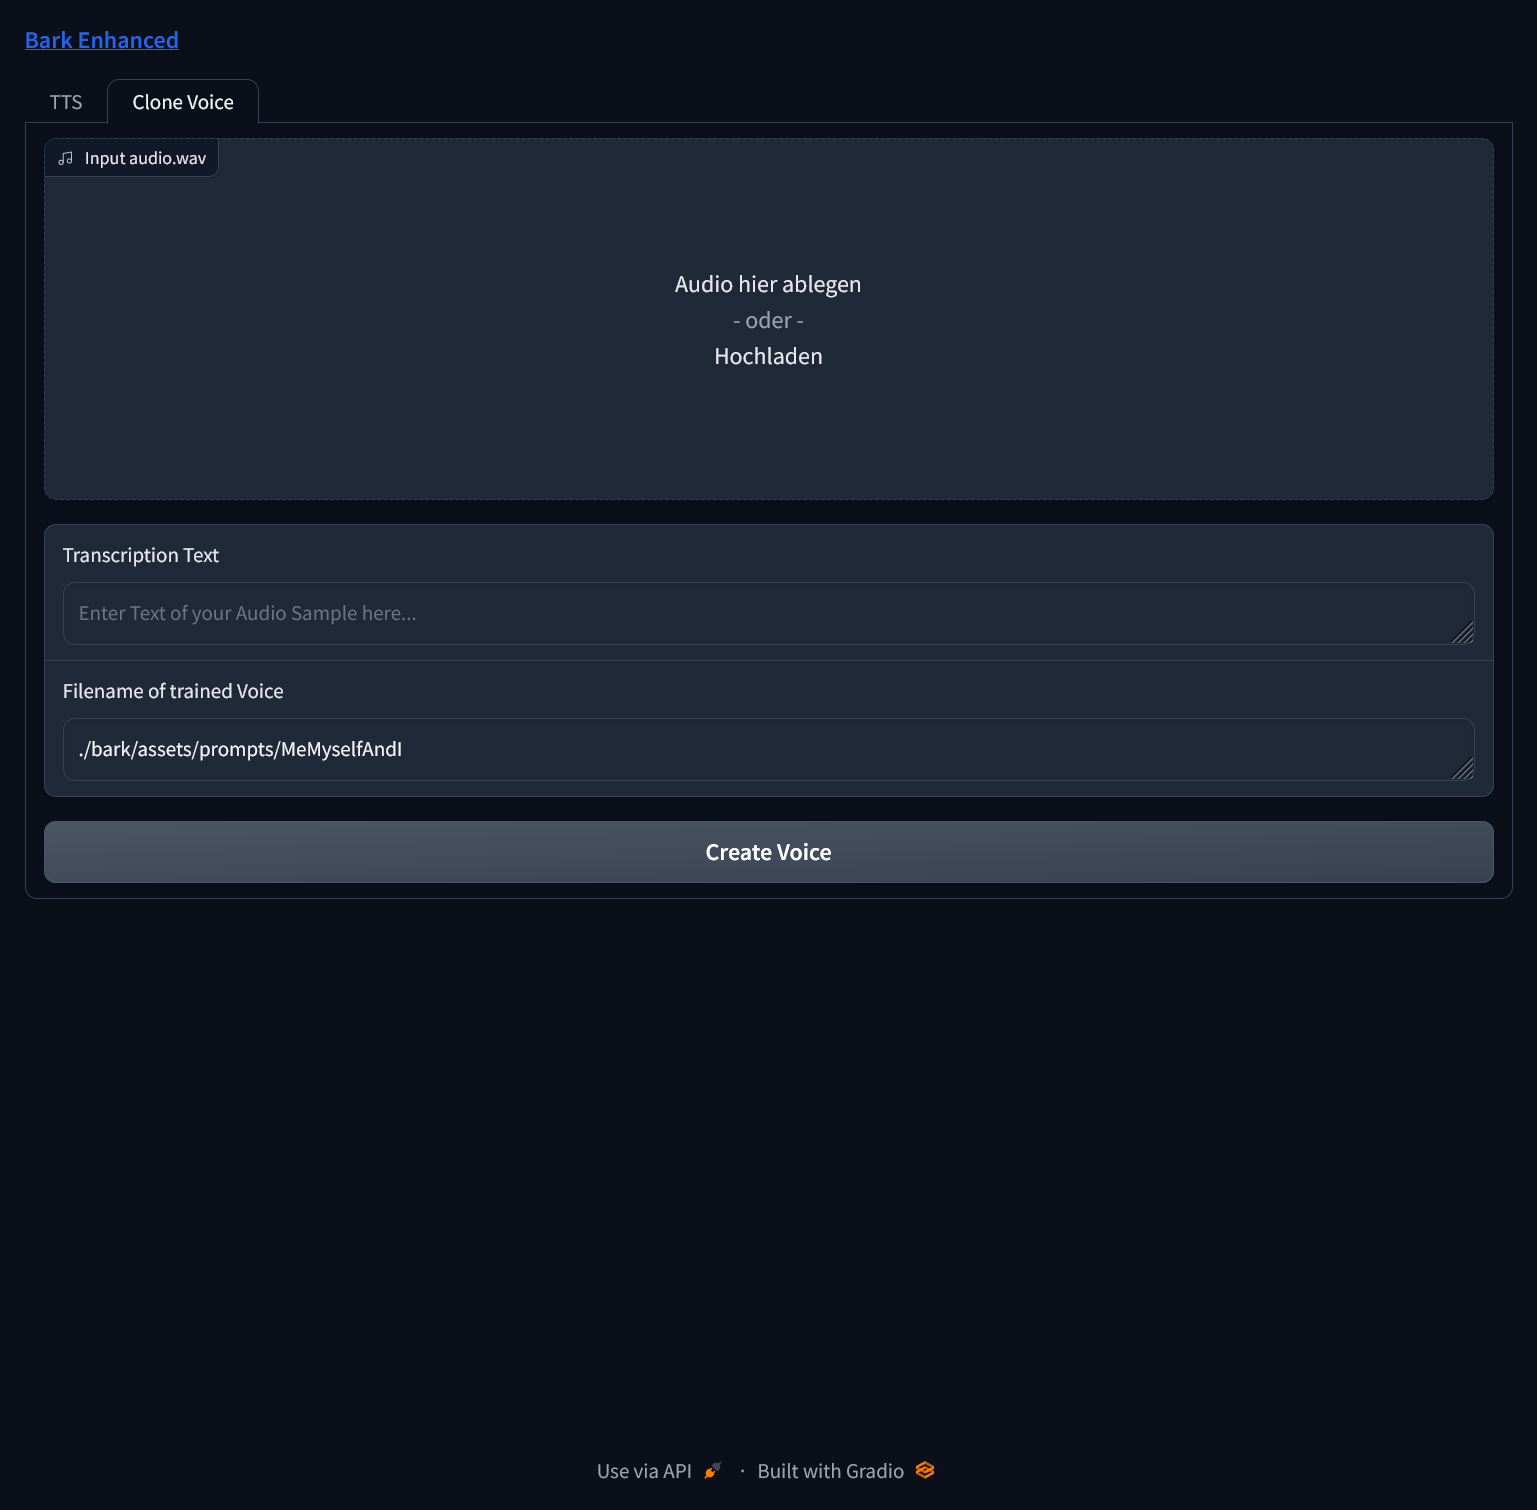 Bark Enhanced
TTS
Clone Voice
Input audio.wav
Audio hier ablegen
- oder -
Hochladen
Transcription Text
Enter Text of your Audio Sample here...
Filename of trained Voice
./bark/assets/prompts/MeMyselfAndI
Create Voice
Use via API · Built with Gradio